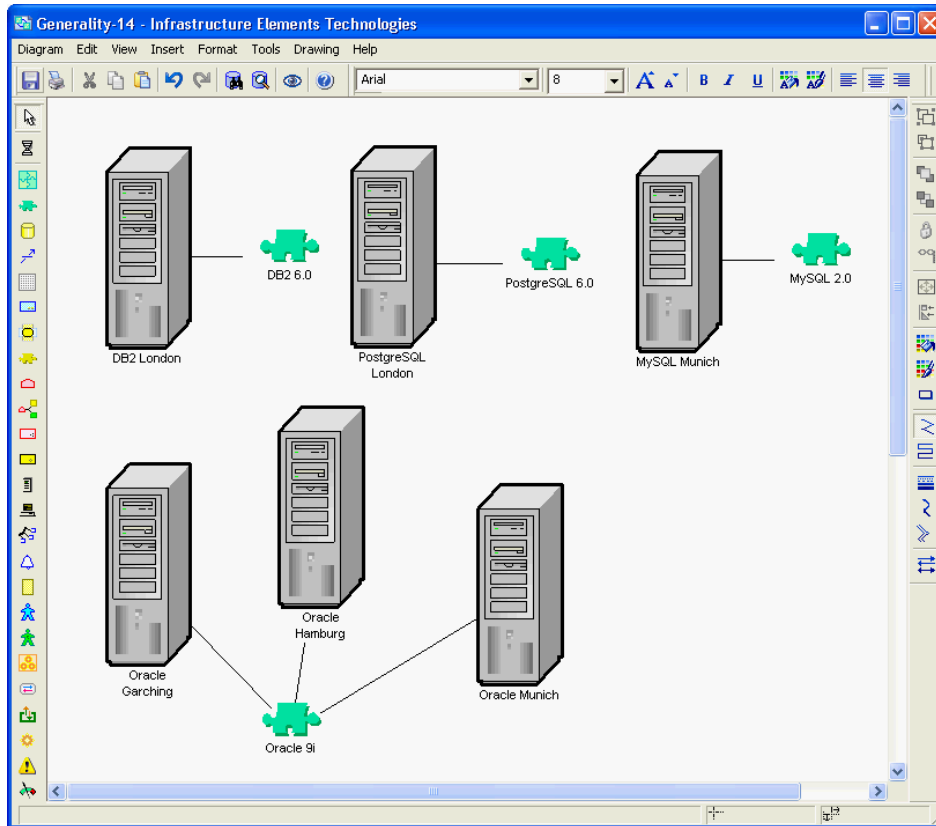 Generality-14 - Infrastructure Elements Technologies
Diagram Edit View Insert Format Tools Drawing Help
Arial 8 A A B I U
DB2 London
DB2 6.0
PostgreSQL
London
PostgreSQL 6.0
MySQL Munich
MySQL 2.0
Oracle
Garching
Oracle
Hamburg
Oracle Munich
Oracle 9i